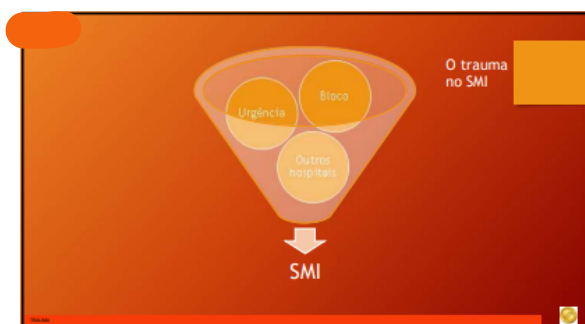 O trauma
no SMI
Bloco
Urgência
Outros
hospitais
SMI